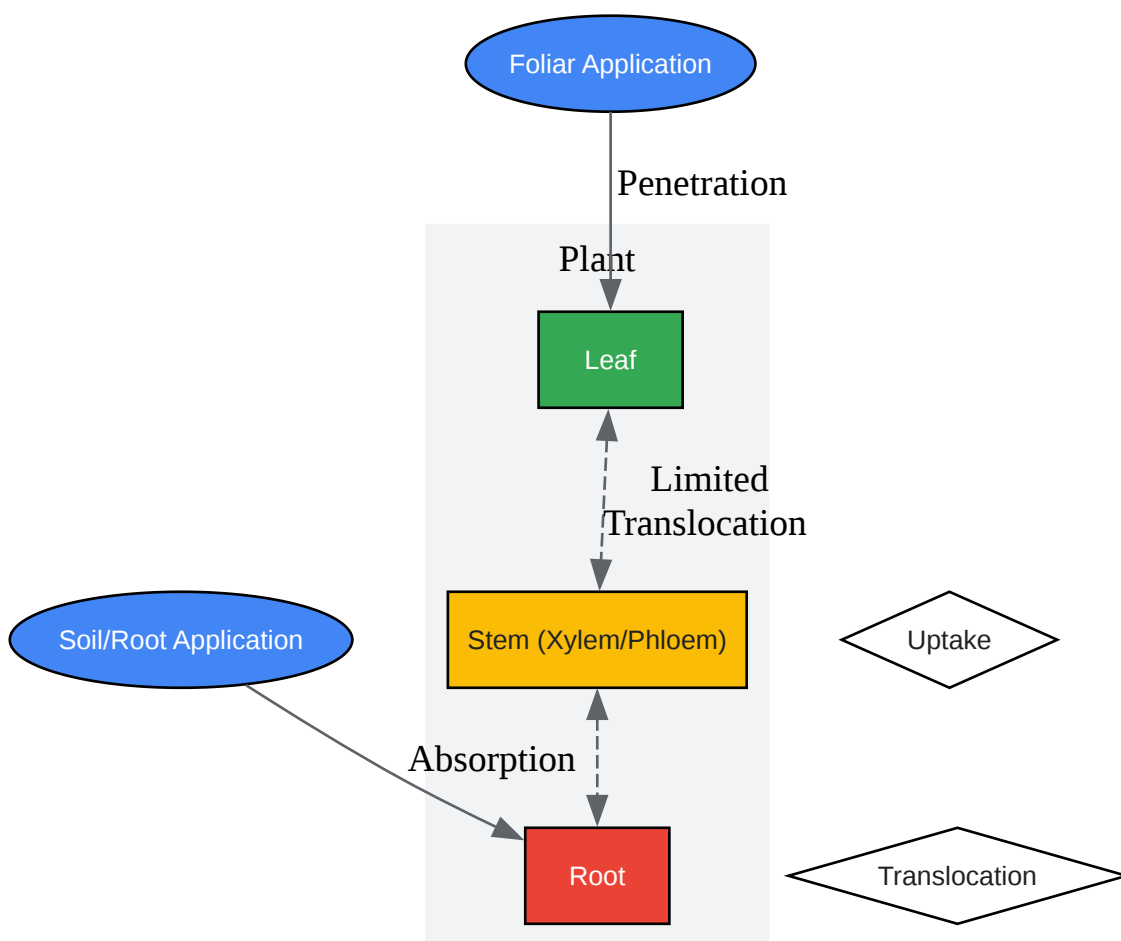 Foliar Application
Penetration
Plant
Leaf
Limited
Translocation
Soil/Root Application
Stem (Xylem/Phloem)
Uptake
Absorption
Root
Translocation